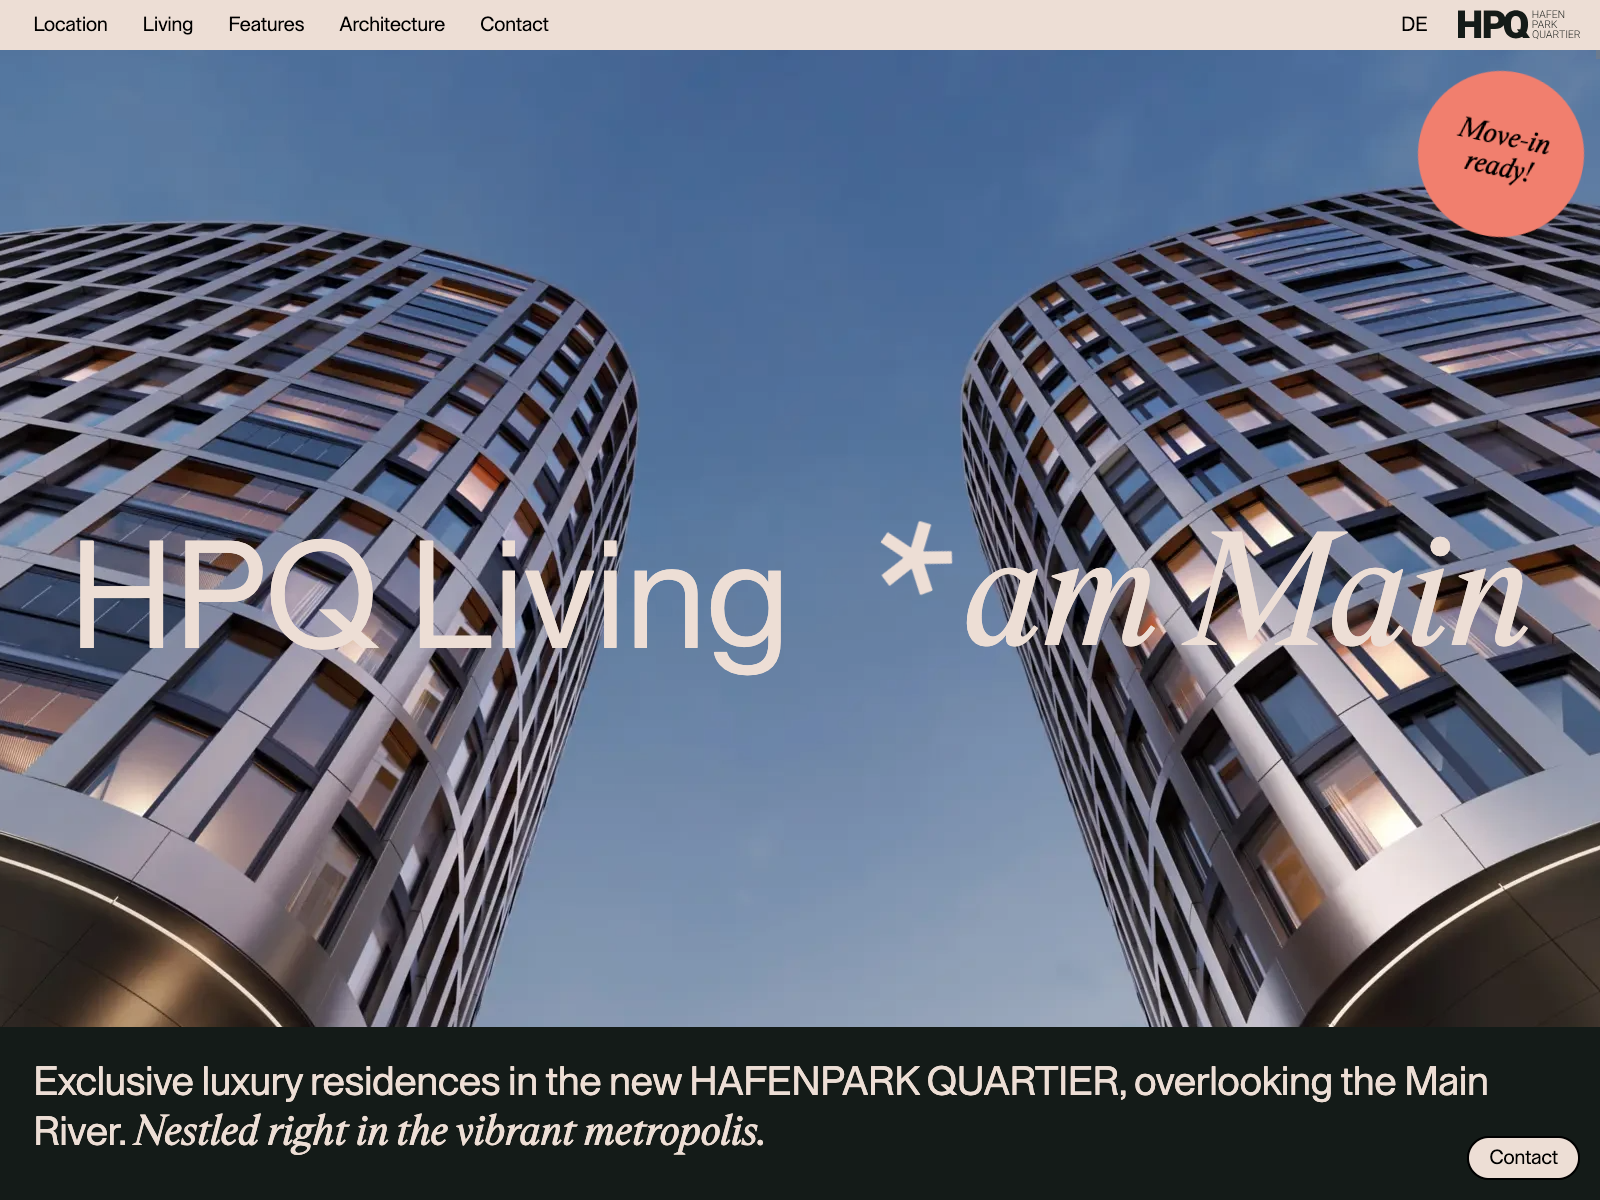 Location Living Features Architecture Contact DE HPQ HAFEN
PARK
QUARTIER
Move-in
ready!
HPQ Living *am Main
Exclusive luxury residences in the new HAFENPARK QUARTIER, overlooking the Main
River. Nestled right in the vibrant metropolis.
Contact